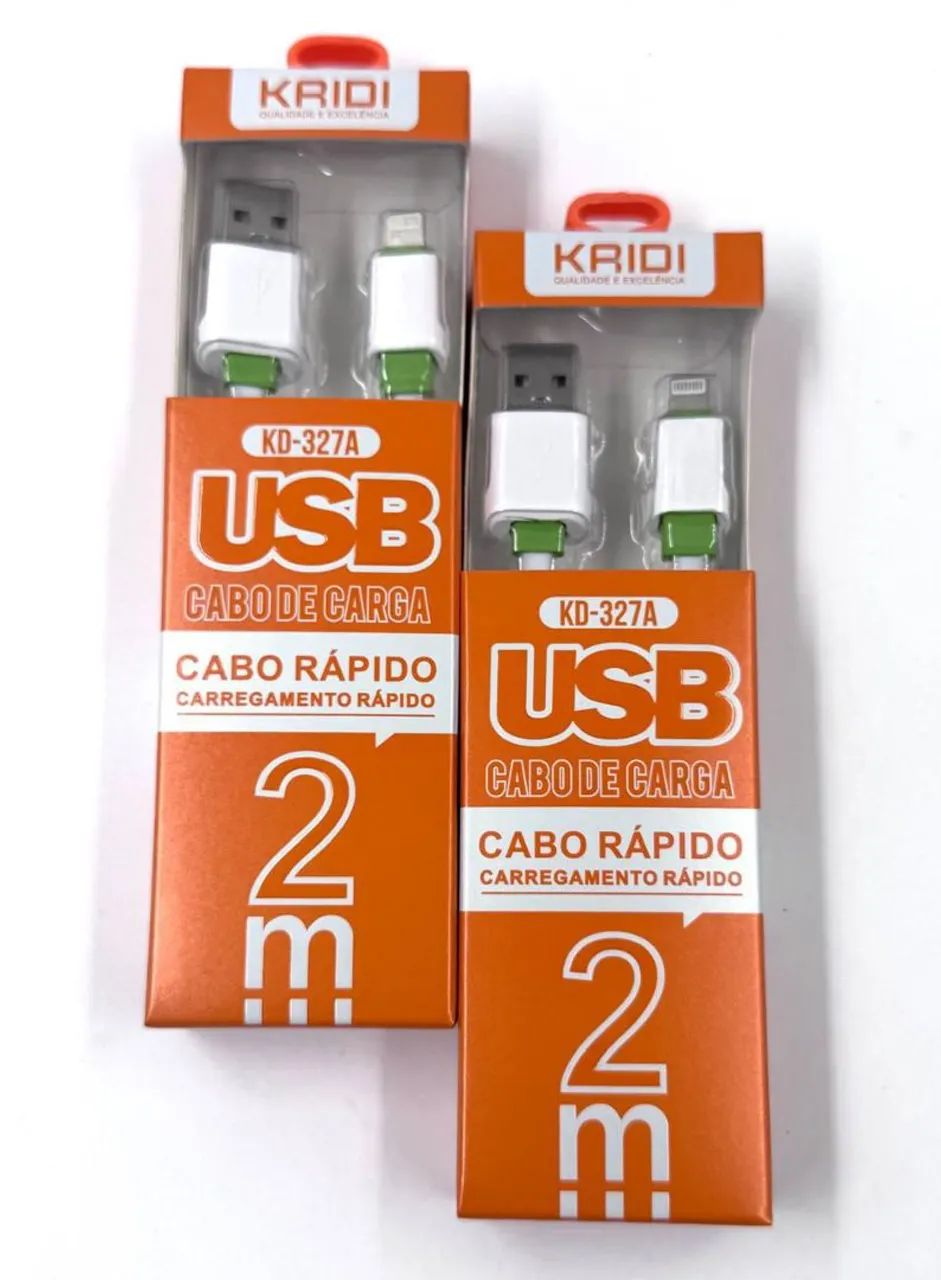 KRIDI
QUALIDADE E EXCELÊNCIA
KD-327A
USB
CABO DE CARGA
CABO RÁPIDO
CARREGAMENTO RÁPIDO
2
m
KRIDI
QUALIDADE E EXCELÊNCIA
KD-327A
USB
CABO DE CARGA
CABO RÁPIDO
CARREGAMENTO RÁPIDO
2
m